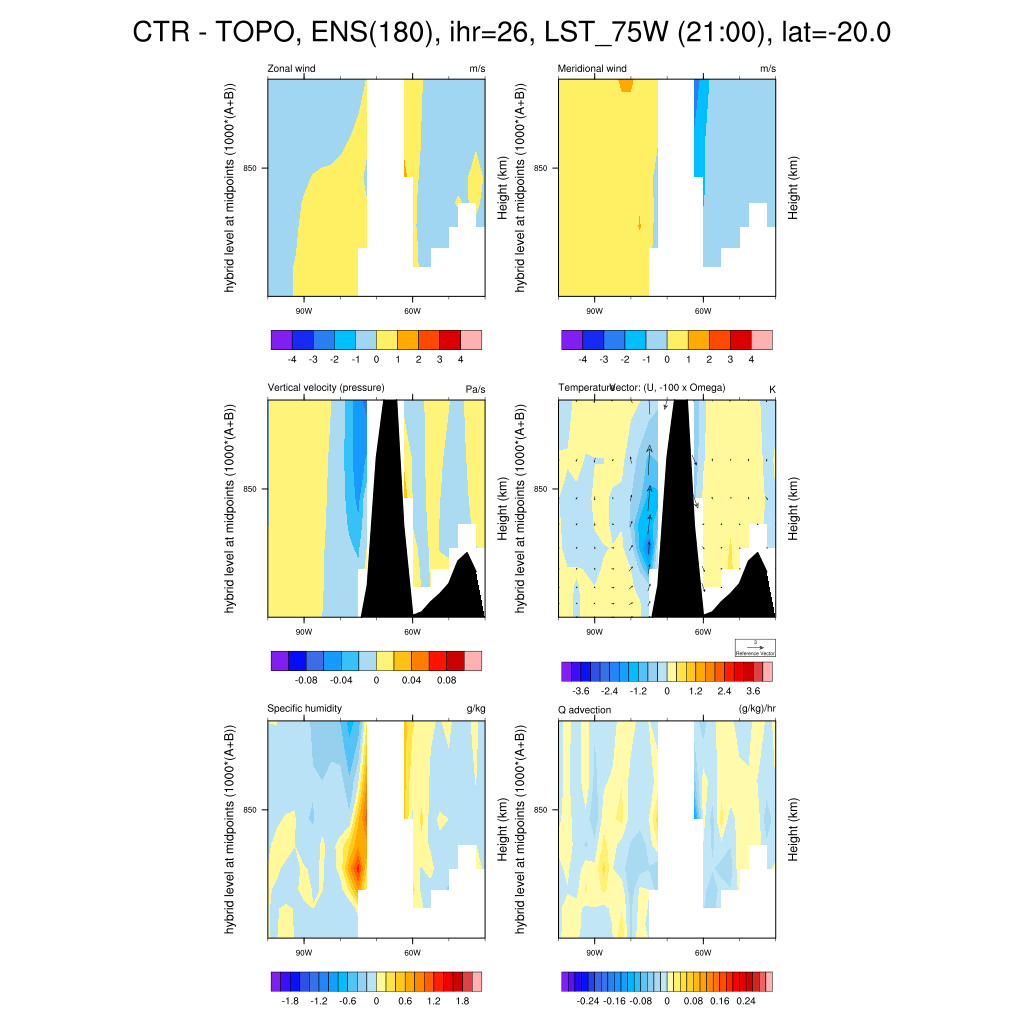 CTR - TOPO, ENS(180), ihr=26, LST_75W (21:00), lat=-20.0
Zonal wind m/s
hybrid level at midpoints (1000*(A+B))
850
Height (km)
90W 60W
-4 -3 -2 -1 0 1 2 3 4
Meridional wind m/s
hybrid level at midpoints (1000*(A+B))
850
Height (km)
90W 60W
-4 -3 -2 -1 0 1 2 3 4
Vertical velocity (pressure) Pa/s
hybrid level at midpoints (1000*(A+B))
850
Height (km)
90W 60W
-0.08 -0.04 0 0.04 0.08
Temperature Vector: (U, -100 x Omega) K
hybrid level at midpoints (1000*(A+B))
850
Height (km)
90W 60W
3
Reference Vector
-3.6 -2.4 -1.2 0 1.2 2.4 3.6
Specific humidity g/kg
hybrid level at midpoints (1000*(A+B))
850
Height (km)
90W 60W
-1.8 -1.2 -0.6 0 0.6 1.2 1.8
Q advection (g/kg)/hr
hybrid level at midpoints (1000*(A+B))
850
Height (km)
90W 60W
-0.24 -0.16 -0.08 0 0.08 0.16 0.24